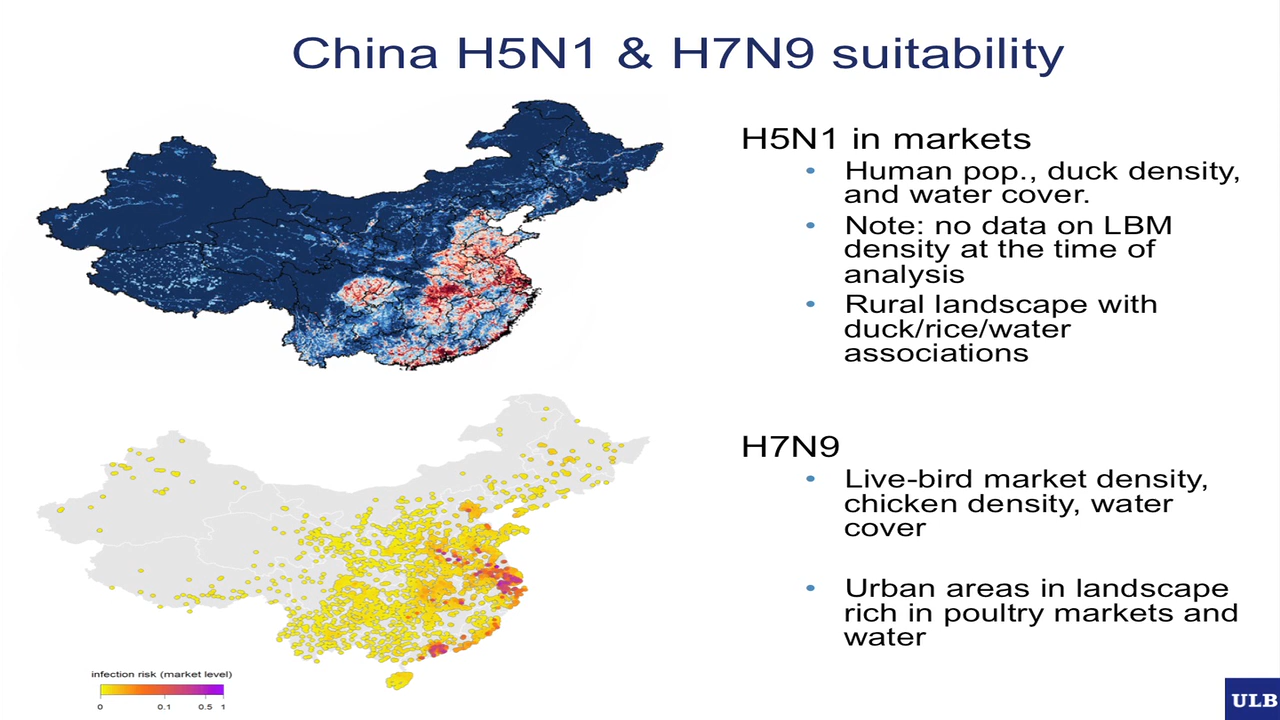 China H5N1 & H7N9 suitability
H5N1 in markets
• Human pop., duck density,
and water cover.
• Note: no data on LBM
density at the time of
analysis
• Rural landscape with
duck/rice/water
associations
H7N9
• Live-bird market density,
chicken density, water
cover
• Urban areas in landscape
rich in poultry markets and
water
infection risk (market level)
0 0.1 0.5 1
ULB